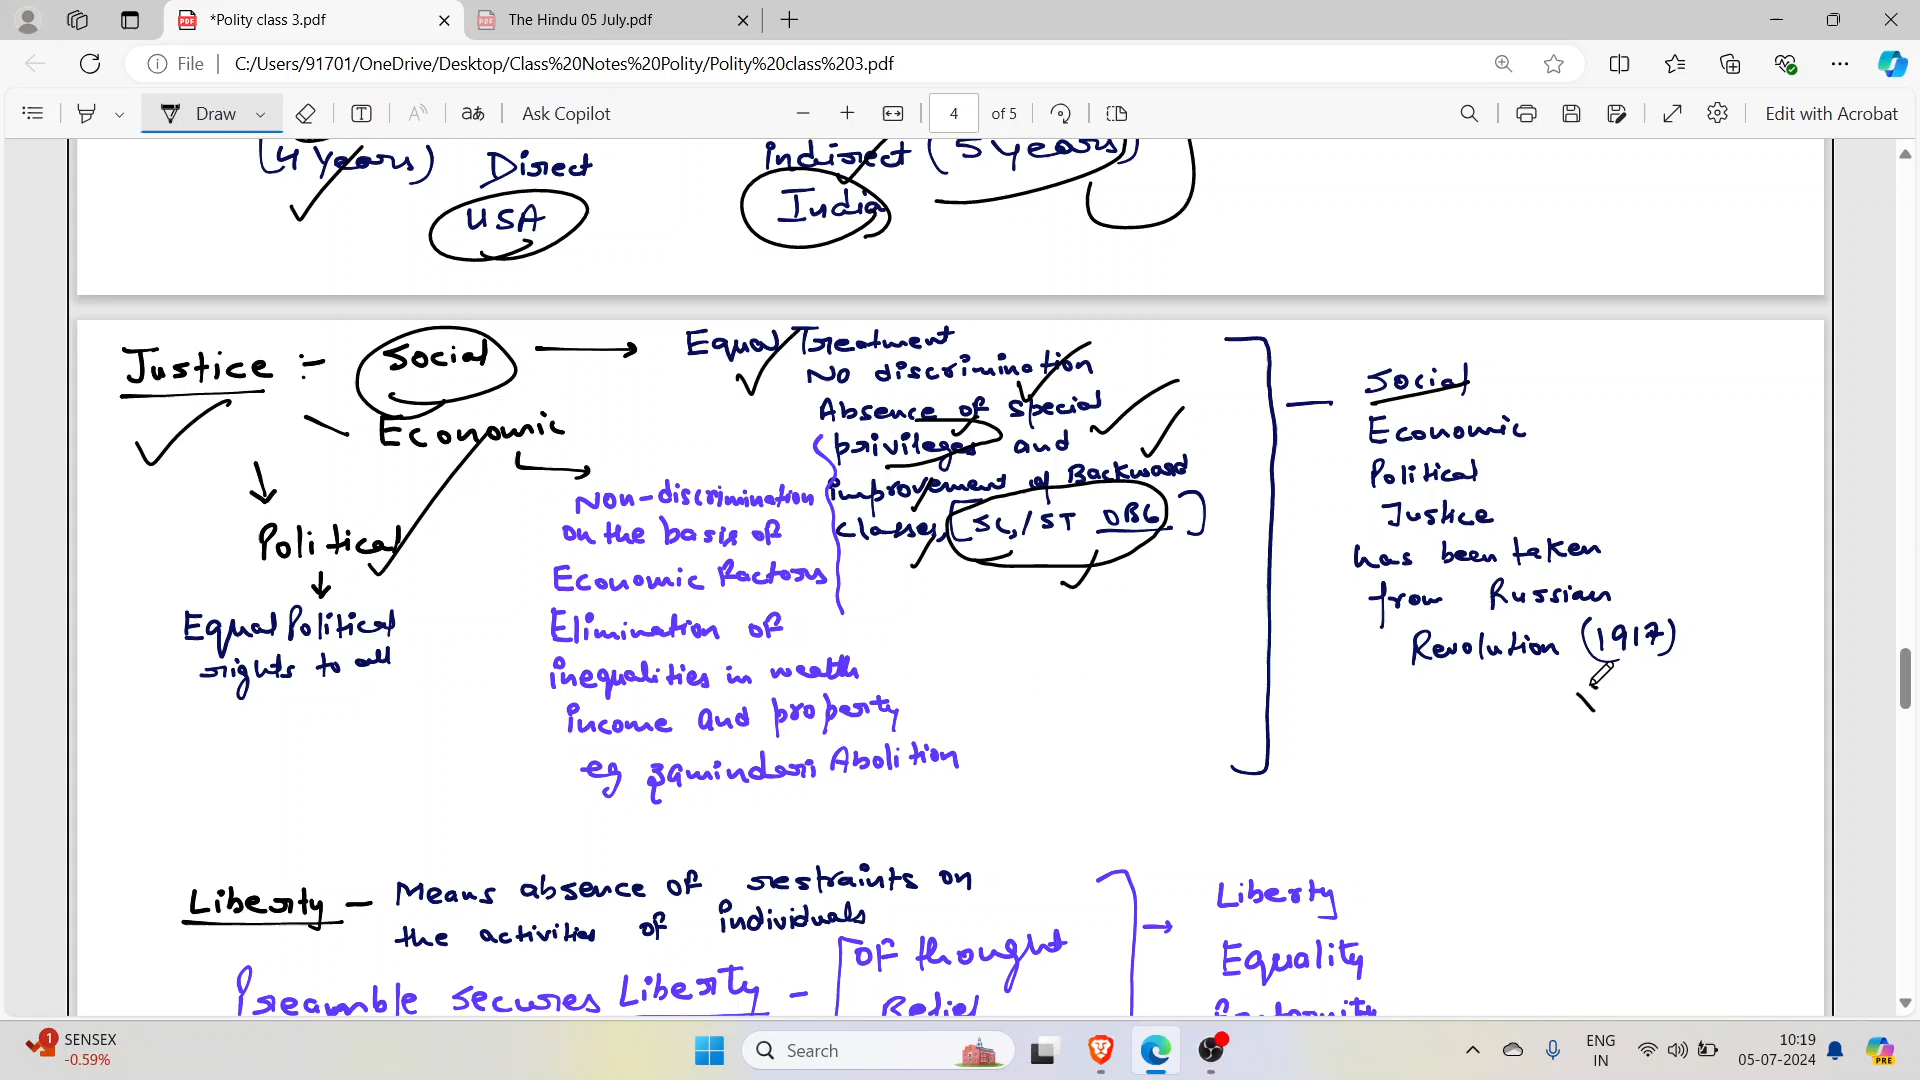 *Polity class 3.pdf
The Hindu 05 July.pdf
File
C:/Users/91701/OneDrive/Desktop/Class%20Notes%20Polity/Polity%20class%203.pdf
Draw
aあ
Ask Copilot
4 of 5
Edit with Acrobat
(4 Years) Direct
USA
indirect (5 years)
India
Justice :- Social
Economic
Political
Equal Political
rights to all
Equal Treatment
No discrimination
Absence of special
privileges and
improvement of Backward
classes, [SC,/ST OBC]
Non-discrimination
on the basis of
Economic Factors
Elimination of
inequalities in wealth
income and property
eg zamindari Abolition
Social
Economic
Political
Justice
has been taken
from Russian
Revolution (1917)
Liberty - Means absence of restraints on
the activities of individuals
Preamble secures Liberty - [of thought
Belief
Liberty
Equality
Fraternity
SENSEX
-0.59%
1
Search
ENG
IN
10:19
05-07-2024
PRE